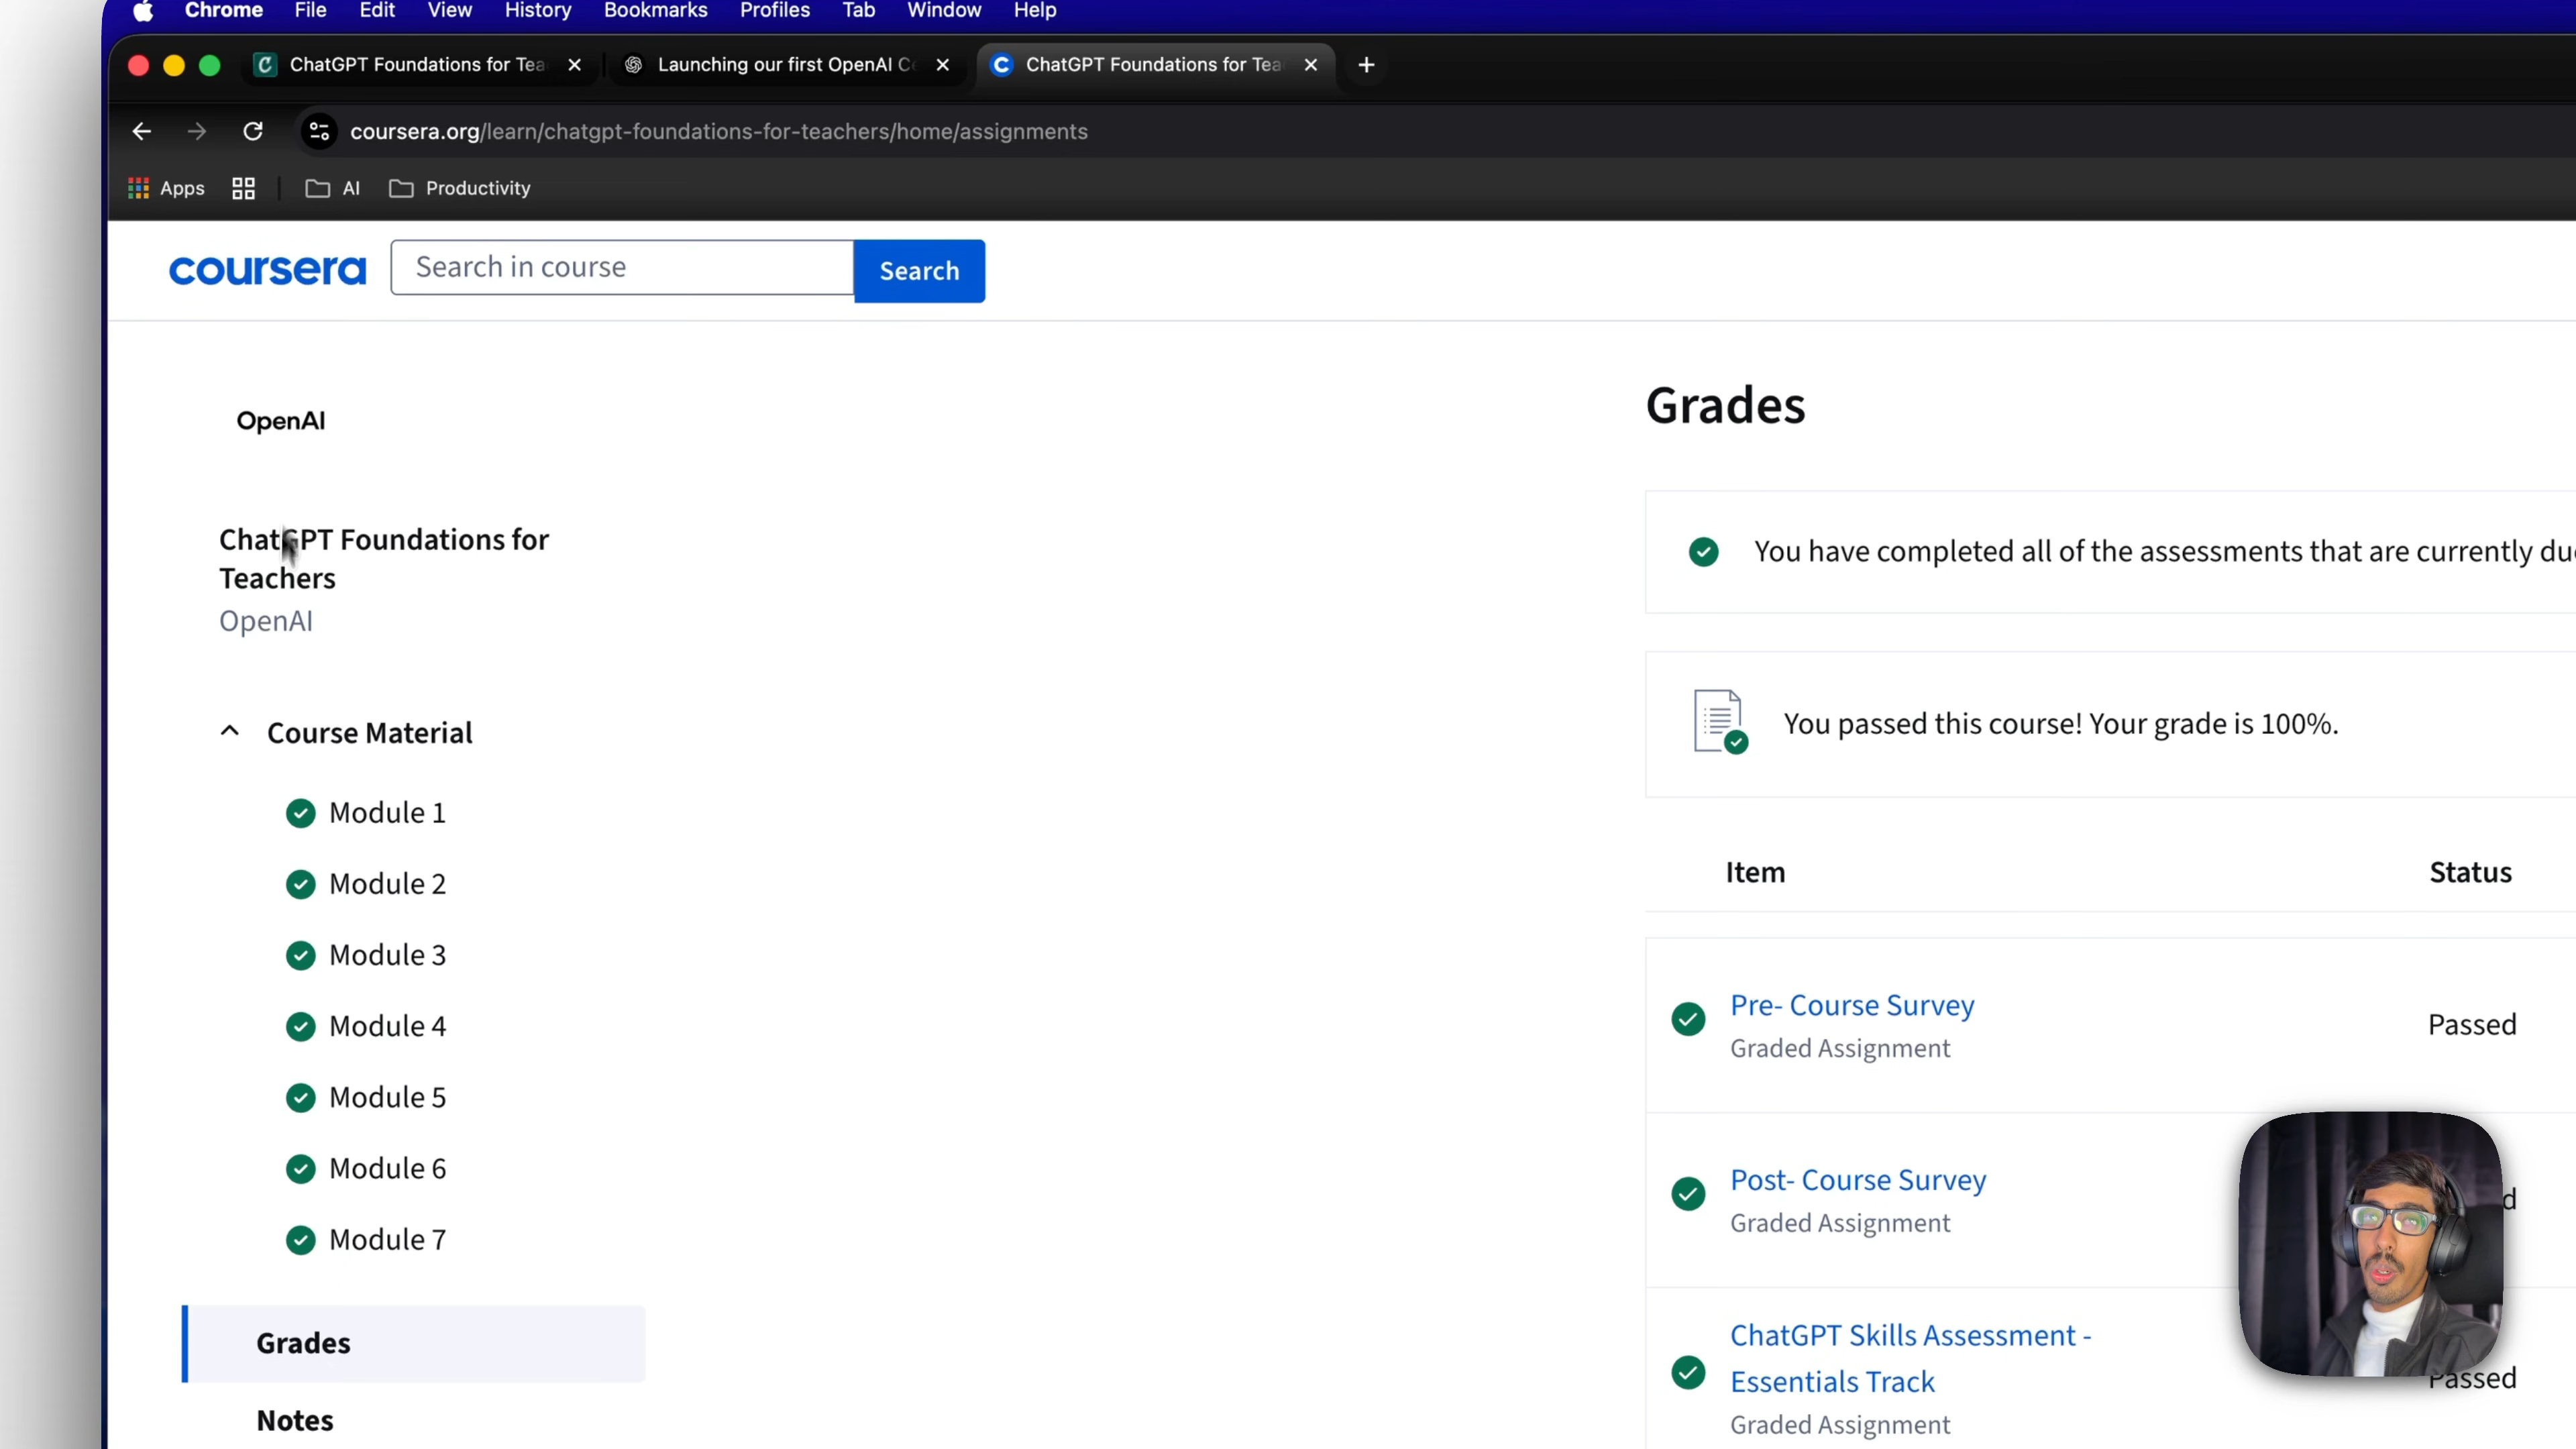 Chrome File Edit View History Bookmarks Profiles Tab Window Help
ChatGPT Foundations for Tea
Launching our first OpenAI Ce
ChatGPT Foundations for Tea
coursera.org/learn/chatgpt-foundations-for-teachers/home/assignments
Apps
AI
Productivity
coursera
Search in course
Search
OpenAI
ChatGPT Foundations for
Teachers
OpenAI
Course Material
Module 1
Module 2
Module 3
Module 4
Module 5
Module 6
Module 7
Grades
Notes
Grades
You have completed all of the assessments that are currently due
You passed this course! Your grade is 100%.
Item Status
Pre- Course Survey
Graded Assignment
Passed
Post- Course Survey
Graded Assignment
ChatGPT Skills Assessment -
Essentials Track
Graded Assignment
Passed